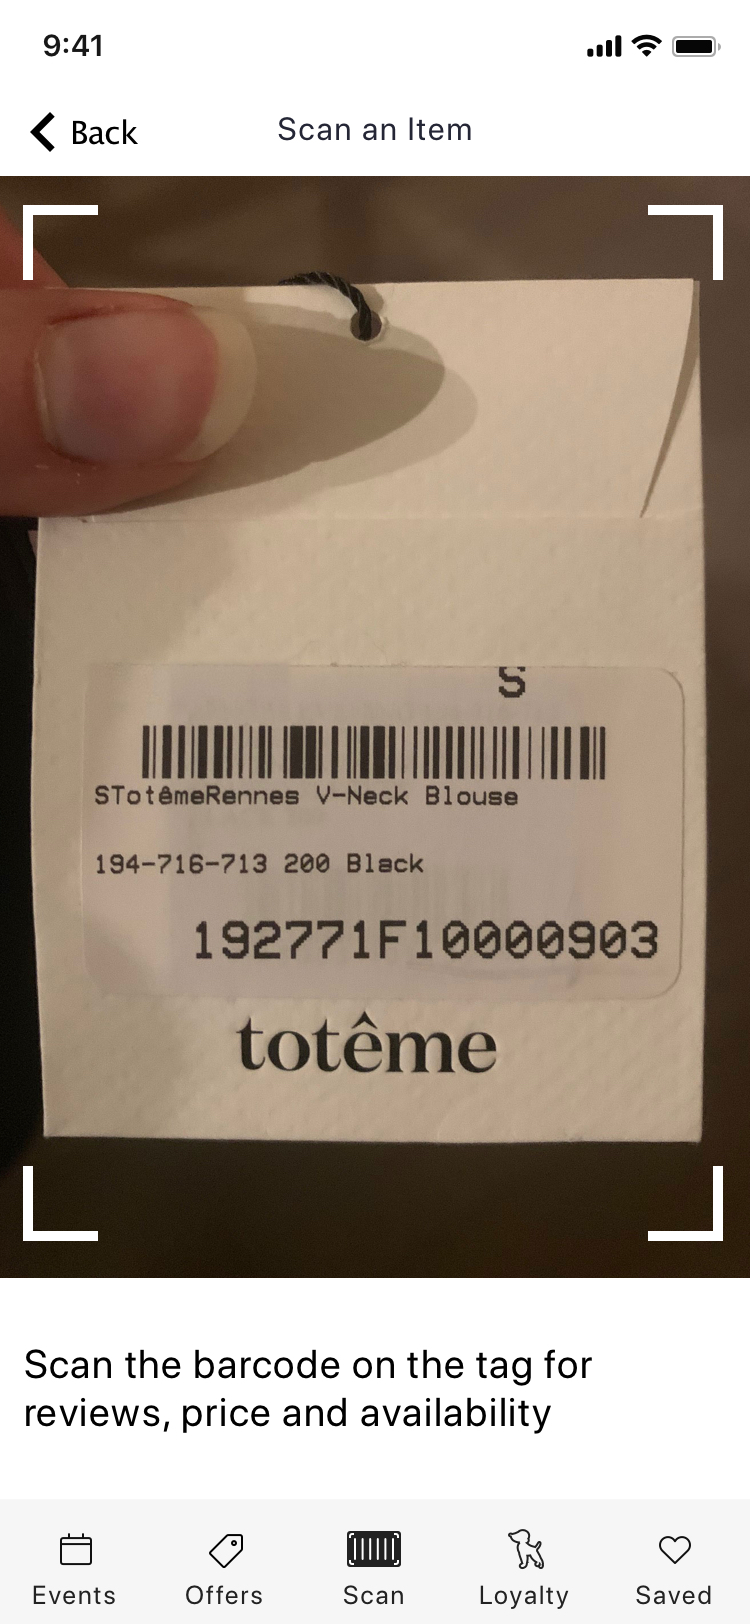 9:41
Back
Scan an Item
S
STotêmeRennes V-Neck Blouse
194-716-713 200 Black
192771F10000903
totême
Scan the barcode on the tag for
reviews, price and availability
Events
Offers
Scan
Loyalty
Saved